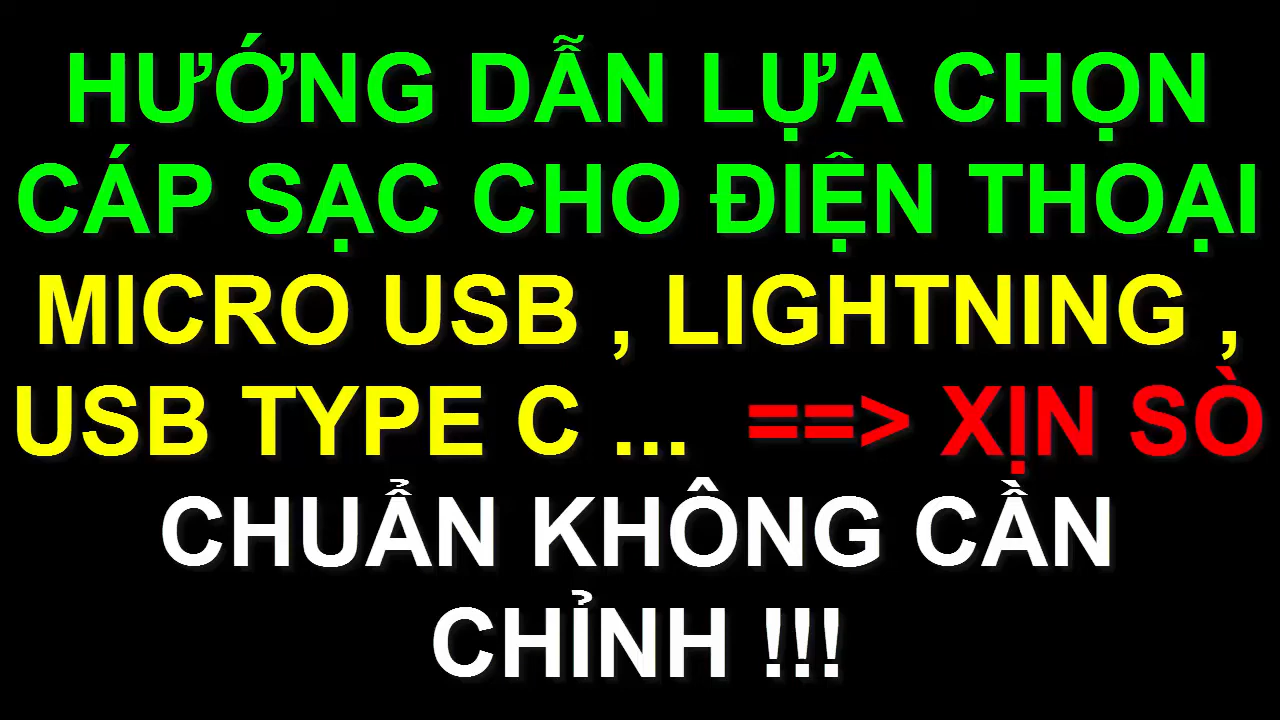 HƯỚNG DẪN LỰA CHỌN
CÁP SẠC CHO ĐIỆN THOẠI
MICRO USB , LIGHTNING ,
USB TYPE C ... ==> XỊN SÒ
CHUẨN KHÔNG CẦN
CHỈNH !!!